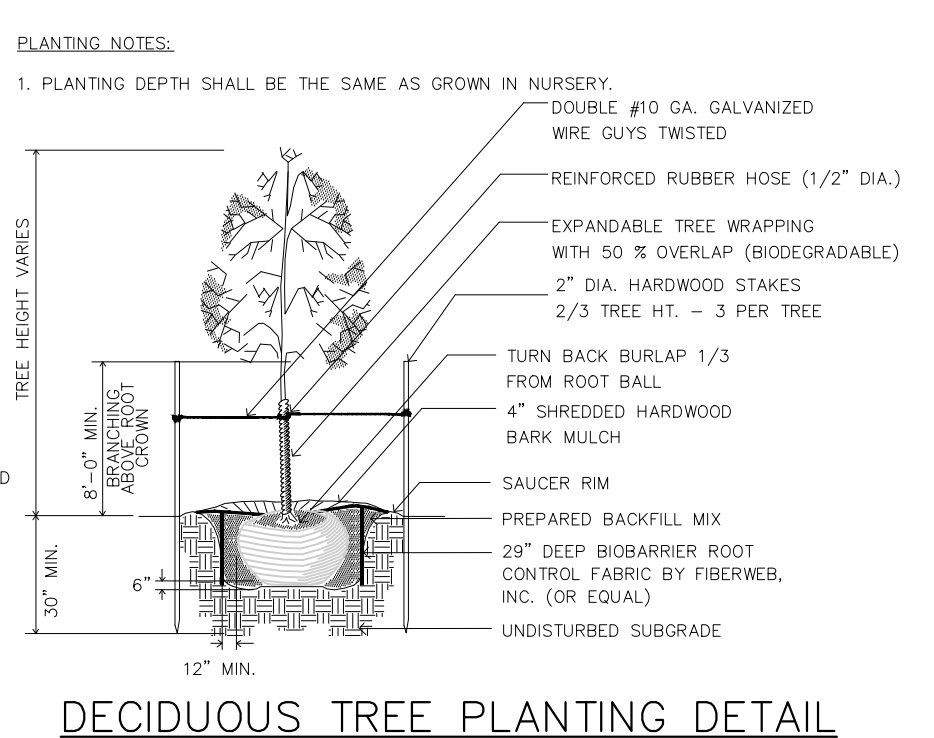 PLANTING NOTES:
1. PLANTING DEPTH SHALL BE THE SAME AS GROWN IN NURSERY.
DOUBLE #10 GA. GALVANIZED
WIRE GUYS TWISTED
REINFORCED RUBBER HOSE (1/2" DIA.)
EXPANDABLE TREE WRAPPING
WITH 50 % OVERLAP (BIODEGRADABLE)
2" DIA. HARDWOOD STAKES
2/3 TREE HT. - 3 PER TREE
TURN BACK BURLAP 1/3
FROM ROOT BALL
4" SHREDDED HARDWOOD
BARK MULCH
SAUCER RIM
PREPARED BACKFILL MIX
29" DEEP BIOBARRIER ROOT
CONTROL FABRIC BY FIBERWEB,
INC. (OR EQUAL)
UNDISTURBED SUBGRADE
TREE HEIGHT VARIES
8'-0" MIN.
BRANCHING
ABOVE ROOT
CROWN
D
30" MIN.
6"
12" MIN.
DECIDUOUS TREE PLANTING DETAIL